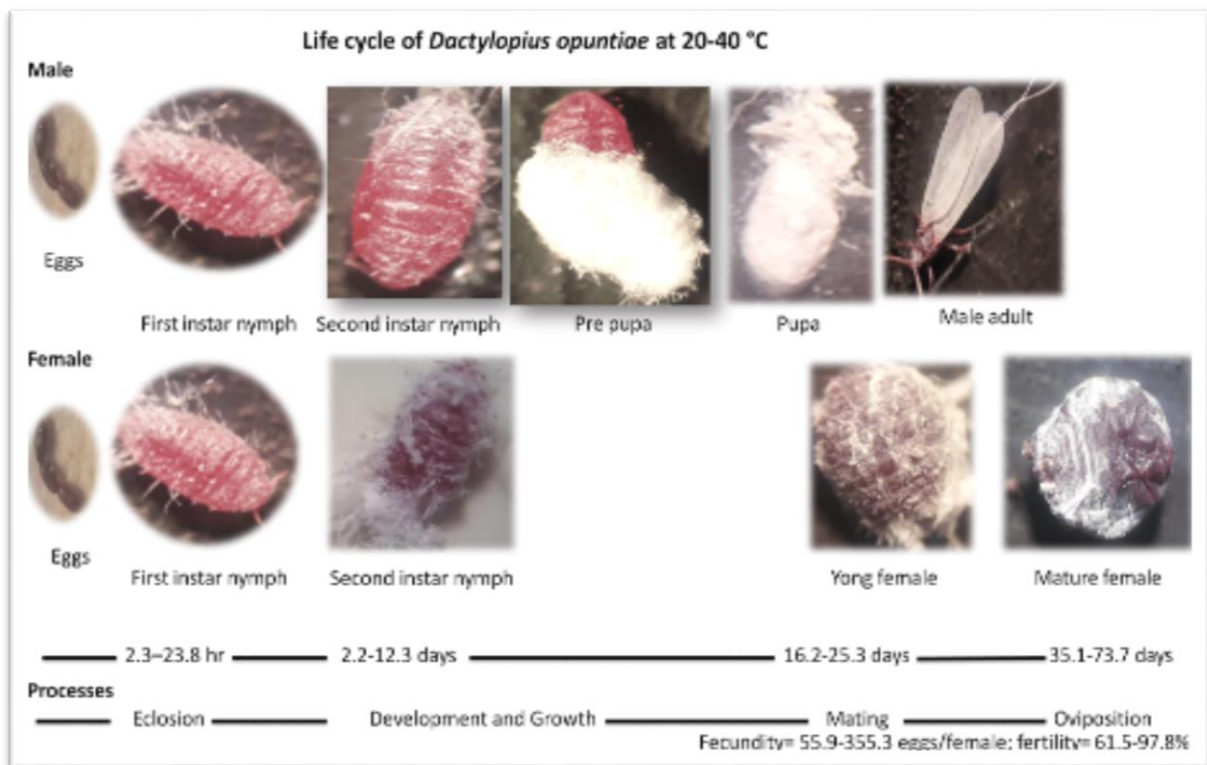 Life cycle of Dactylopius opuntiae at 20-40 °C
Male
Eggs
First instar nymph
Second instar nymph
Pre pupa
Pupa
Male adult
Female
Eggs
First instar nymph
Second instar nymph
Yong female
Mature female
2.3–23.8 hr
2.2-12.3 days
16.2-25.3 days
35.1-73.7 days
Processes
Eclosion
Development and Growth
Mating
Oviposition
Fecundity= 55.9-355.3 eggs/female; fertility= 61.5-97.8%